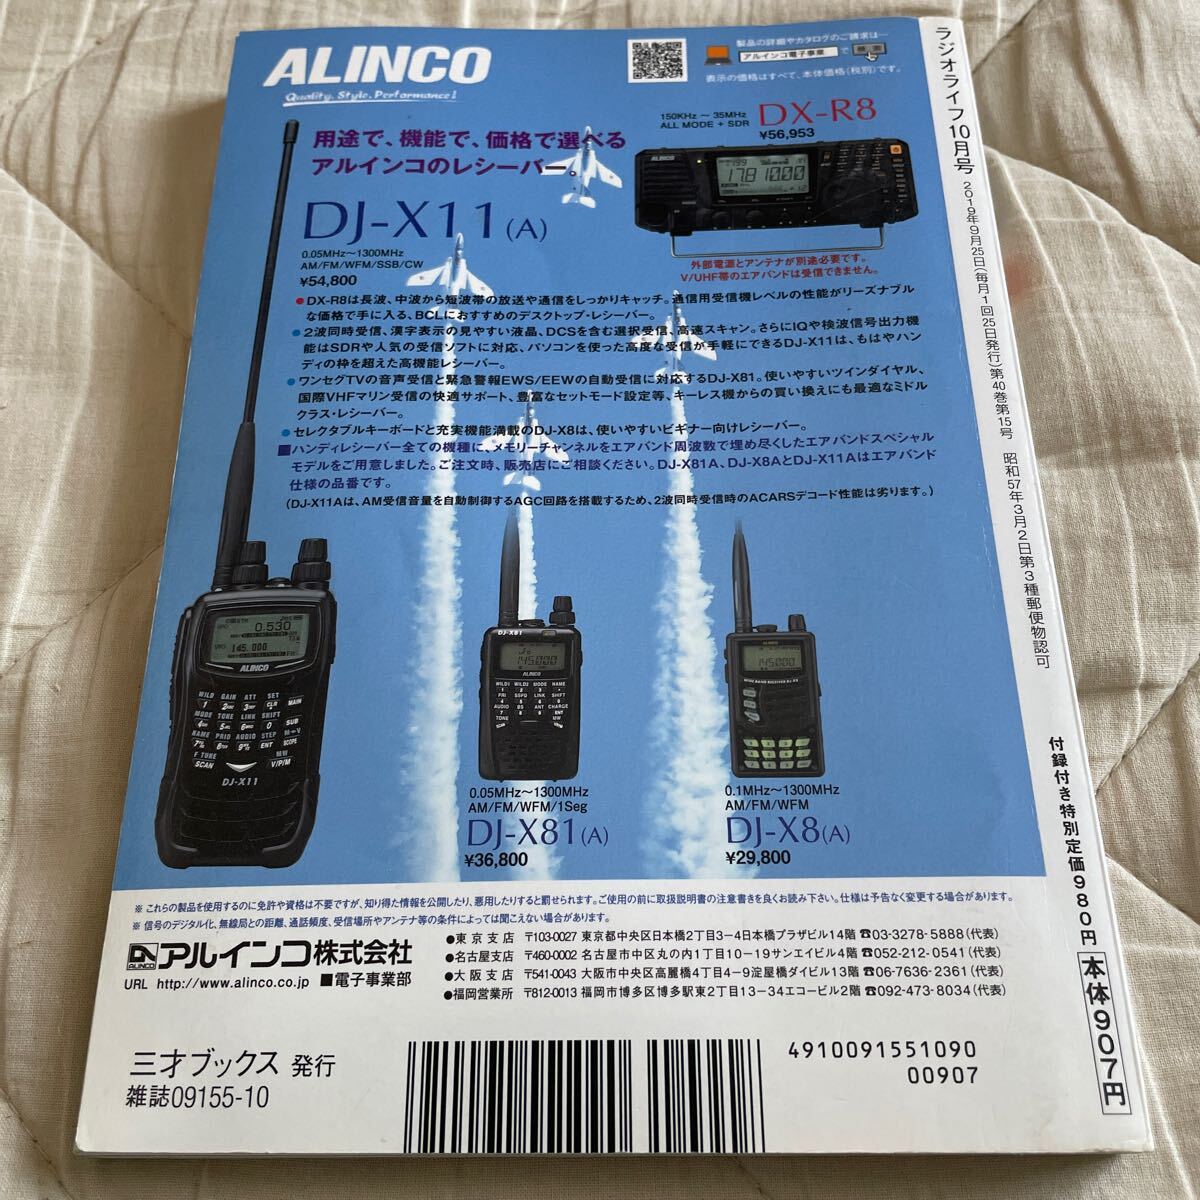 ALINCO
Quality, Style, Performance!
製品の詳細やカタログのご請求は…
アルインコ電子事業 で 検索
表示の価格はすべて、本体価格(税別)です。
用途で、機能で、価格で選べる
アルインコのレシーバー。
150KHz ～ 35MHz
ALL MODE + SDR
DX-R8
¥56,953
ALINCO
17.81000
外部電源とアンテナが別途必要です。
V/UHF帯のエアバンドは受信できません。
DJ-X11(A)
0.05MHz～1300MHz
AM/FM/WFM/SSB/CW
¥54,800
●DX-R8は長波、中波から短波帯の放送や通信をしっかりキャッチ。通信用受信機レベルの性能がリーズナブル
な価格で手に入る、BCLにおすすめのデスクトップ・レシーバー。
●2波同時受信、漢字表示の見やすい液晶、DCSを含む選択受信、高速スキャン。さらにIQや検波信号出力機
能はSDRや人気の受信ソフトに対応、パソコンを使った高度な受信が手軽にできるDJ-X11は、もはやハン
ディの枠を超えた高機能レシーバー。
●ワンセグTVの音声受信と緊急警報EWS/EEWの自動受信に対応するDJ-X81。使いやすいツインダイヤル、
国際VHFマリン受信の快適サポート、豊富なセットモード設定等、キーレス機からの買い換えにも最適なミドル
クラス・レシーバー。
●セレクタブルキーボードと充実機能満載のDJ-X8は、使いやすいビギナー向けレシーバー。
■ハンディレシーバー全ての機種に、メモリーチャンネルをエアバンド周波数で埋め尽くしたエアバンドスペシャル
モデルをご用意しました。ご注文時、販売店にご相談ください。DJ-X81A、DJ-X8AとDJ-X11Aはエアバンド
仕様の品番です。
(DJ-X11Aは、AM受信音量を自動制御するAGC回路を搭載するため、2波同時受信時のACARSデコード性能は劣ります。)
0.530
145.000
ALINCO
WILD GAIN ATT SET
MAIN
MODE TONE LINK SHIFT
SUB
NAME PRIO AUDIO STEP
ENT SCOPE
F TUNE
SCAN
MW
V/P/M
DJ-X11
DJ-X81
145.000
ALINCO
WILD1 WILD2 MODE NAME
ALINCO
145.000
0.05MHz～1300MHz
AM/FM/WFM/1Seg
DJ-X81(A)
¥36,800
0.1MHz～1300MHz
AM/FM/WFM
DJ-X8(A)
¥29,800
※ これらの製品を使用するのに免許や資格は不要ですが、知り得た情報を公開したり、悪用したりすると罰せられます。ご使用の前に取扱説明書の注意書きを良くお読み下さい。仕様は予告なく変更する場合があります。
※ 信号のデジタル化、無線局との距離、通話頻度、受信場所やアンテナ等の条件によっては聞こえない場合があります。
ALINCO アルインコ株式会社
URL http://www.alinco.co.jp ■電子事業部
●東京支店 〒103-0027 東京都中央区日本橋2丁目3-4日本橋プラザビル14階 ☎03-3278-5888(代表)
●名古屋支店 〒460-0002 名古屋市中区丸の内1丁目10-19サンエイビル4階 ☎052-212-0541(代表)
●大阪支店 〒541-0043 大阪市中央区高麗橋4丁目4-9淀屋橋ダイビル13階 ☎06-7636-2361(代表)
●福岡営業所 〒812-0013 福岡市博多区博多駅東2丁目13-34エコービル2階 ☎092-473-8034(代表)
三才ブックス 発行
雑誌09155-10
4910091551090
00907
ラジオライフ10月号 2019年9月25日(毎月1回25日発行)第40巻第15号 昭和57年3月2日第3種郵便物認可
付録付き特別定価980円 本体907円